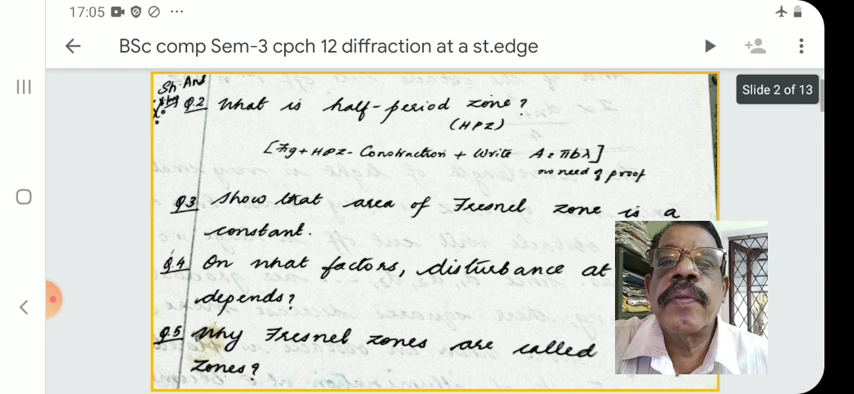 17:05
BSc comp Sem-3 cpch 12 diffraction at a st.edge
Slide 2 of 13
Sh. Ans
Q.2 What is half-period zone?
(HPZ)
[Fig + HPZ - Construction + Write A = πbλ]
no need of proof
Q.3 Show that area of Fresnel zone is a
constant.
Q.4 On what factors, disturbance at
depends?
Q.5 Why Fresnel zones are called
zones?